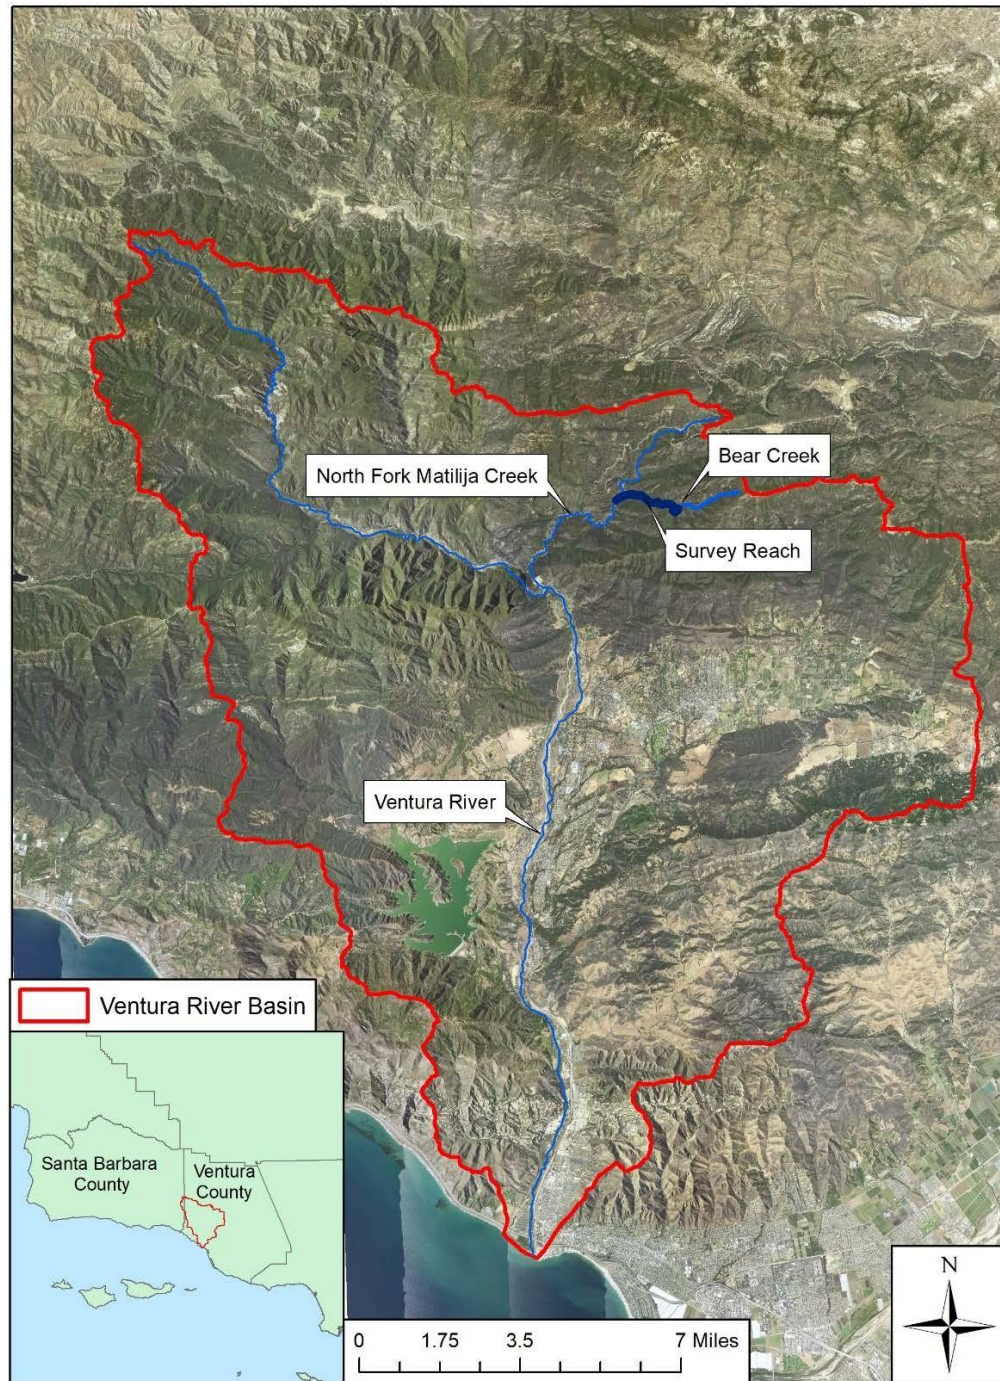 Bear Creek
North Fork Matilija Creek
Survey Reach
Ventura River
Ventura River Basin
Santa Barbara
County
Ventura
County
N
0 1.75 3.5 7 Miles